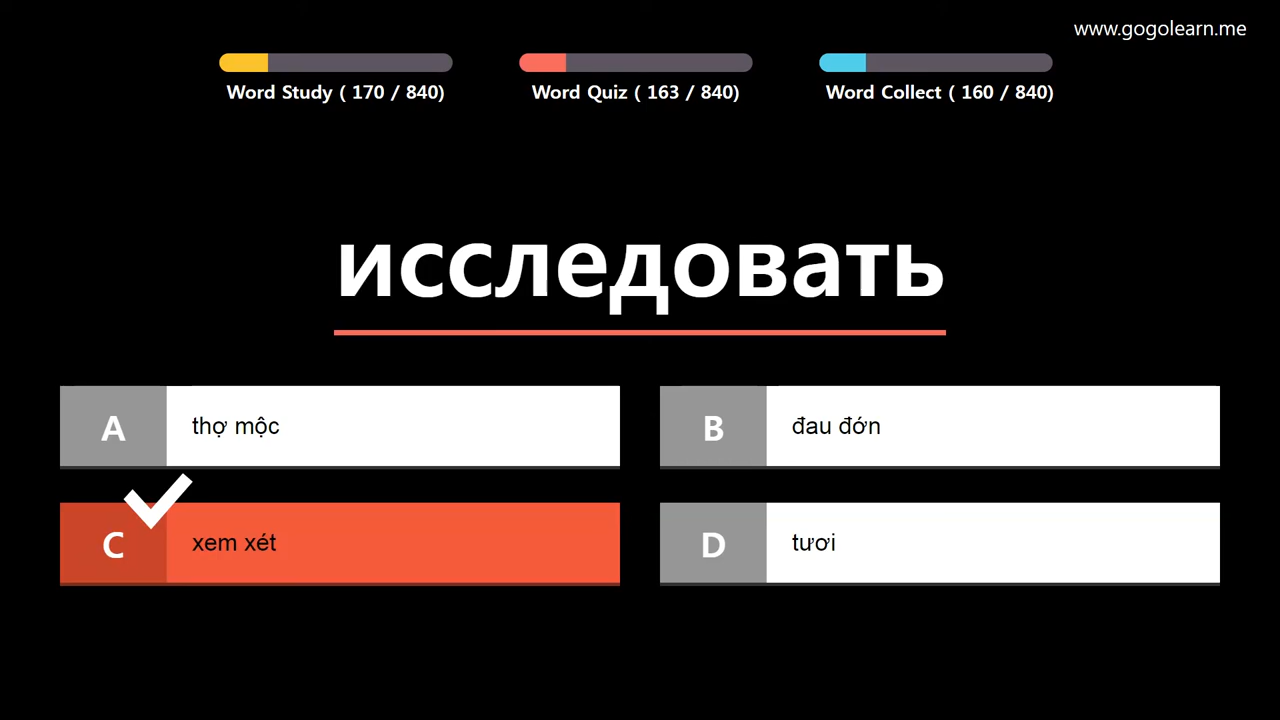 www.gogolearn.me
Word Study ( 170 / 840)
Word Quiz ( 163 / 840)
Word Collect ( 160 / 840)
исследовать
A thợ mộc
B đau đớn
C xem xét
D tươi